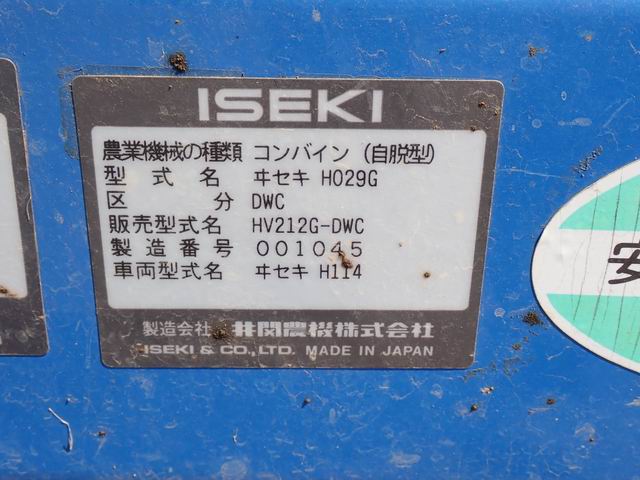 ISEKI
農業機械の種類 コンバイン (自脱型)
型式名 ヰセキ HO29G
区分 DWC
販売型式名 HV212G-DWC
製造番号 001045
車両型式名 ヰセキ H114
製造会社 井関農機株式会社
ISEKI & CO., LTD. MADE IN JAPAN
安